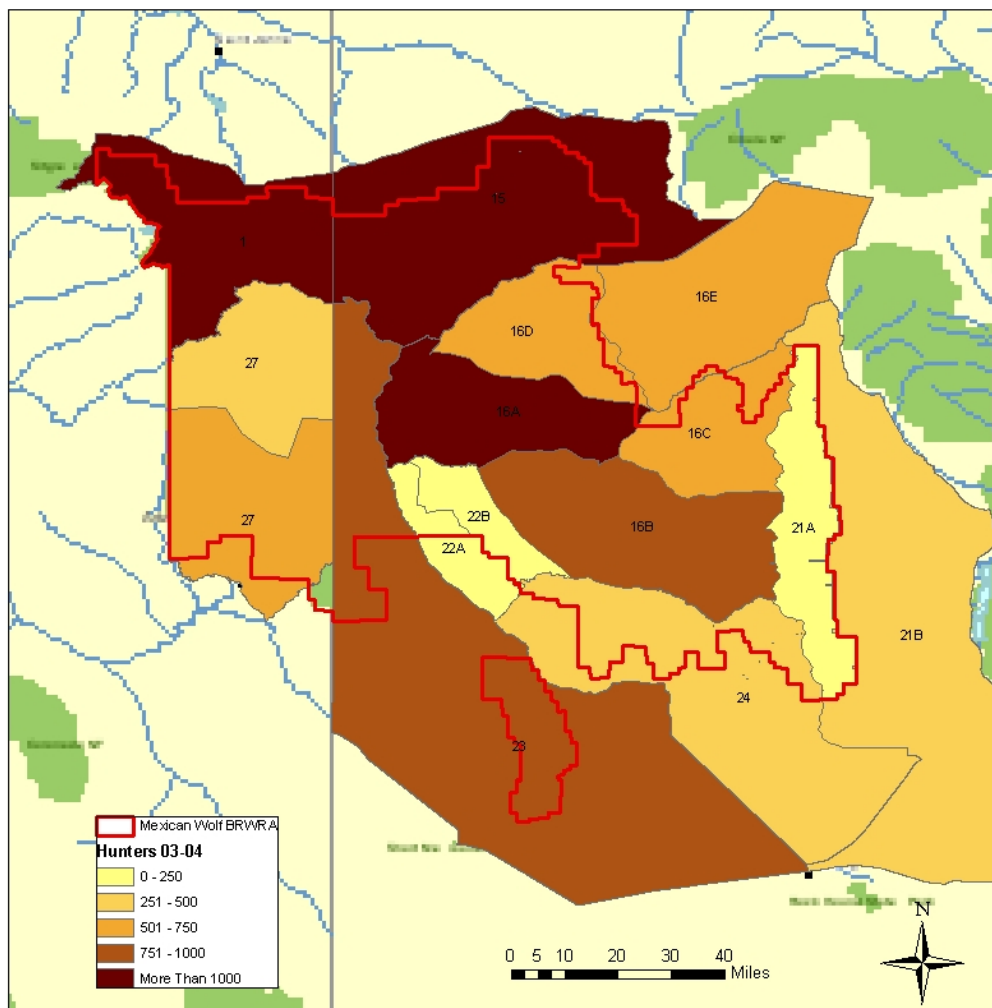 1
15
16E
16D
27
16A
16C
22B
16B
27
22A
21A
21B
24
23
Mexican Wolf BRWRA
Hunters 03-04
0 - 250
251 - 500
501 - 750
751 - 1000
More Than 1000
N
0 5 10 20 30 40
Miles